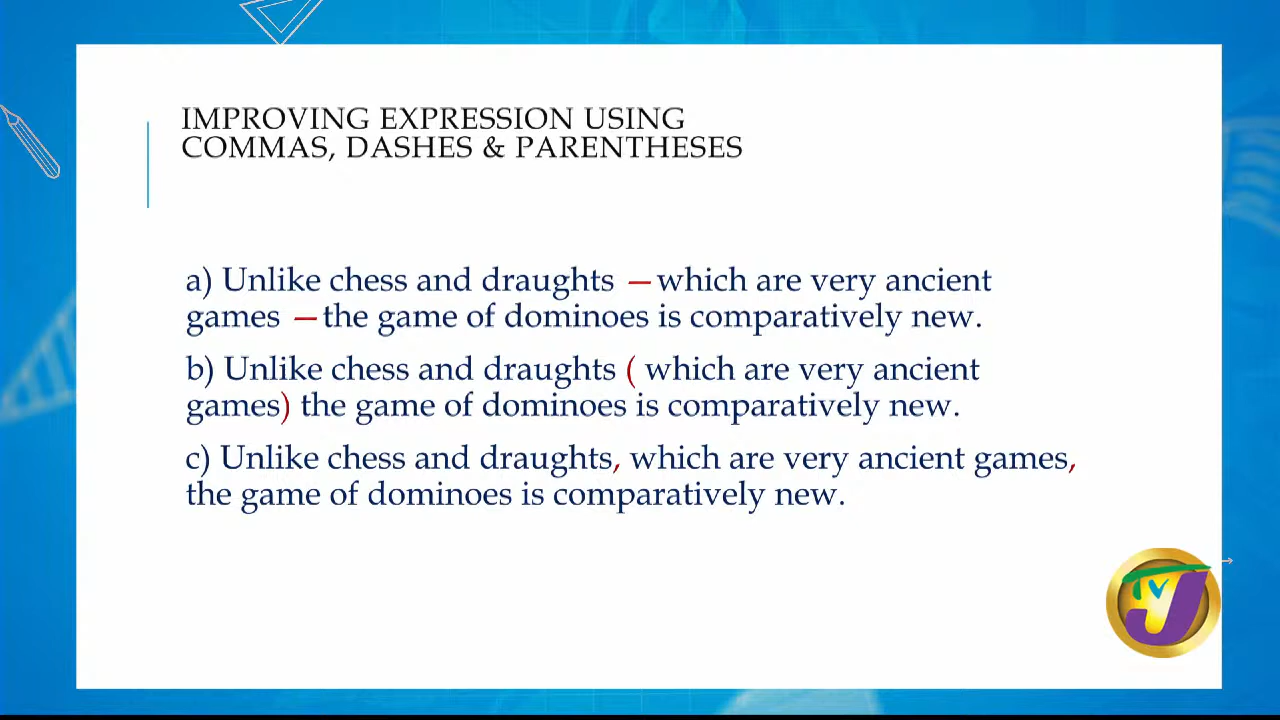 IMPROVING EXPRESSION USING
COMMAS, DASHES & PARENTHESES
a) Unlike chess and draughts —which are very ancient
games —the game of dominoes is comparatively new.
b) Unlike chess and draughts ( which are very ancient
games) the game of dominoes is comparatively new.
c) Unlike chess and draughts, which are very ancient games,
the game of dominoes is comparatively new.
TVJ